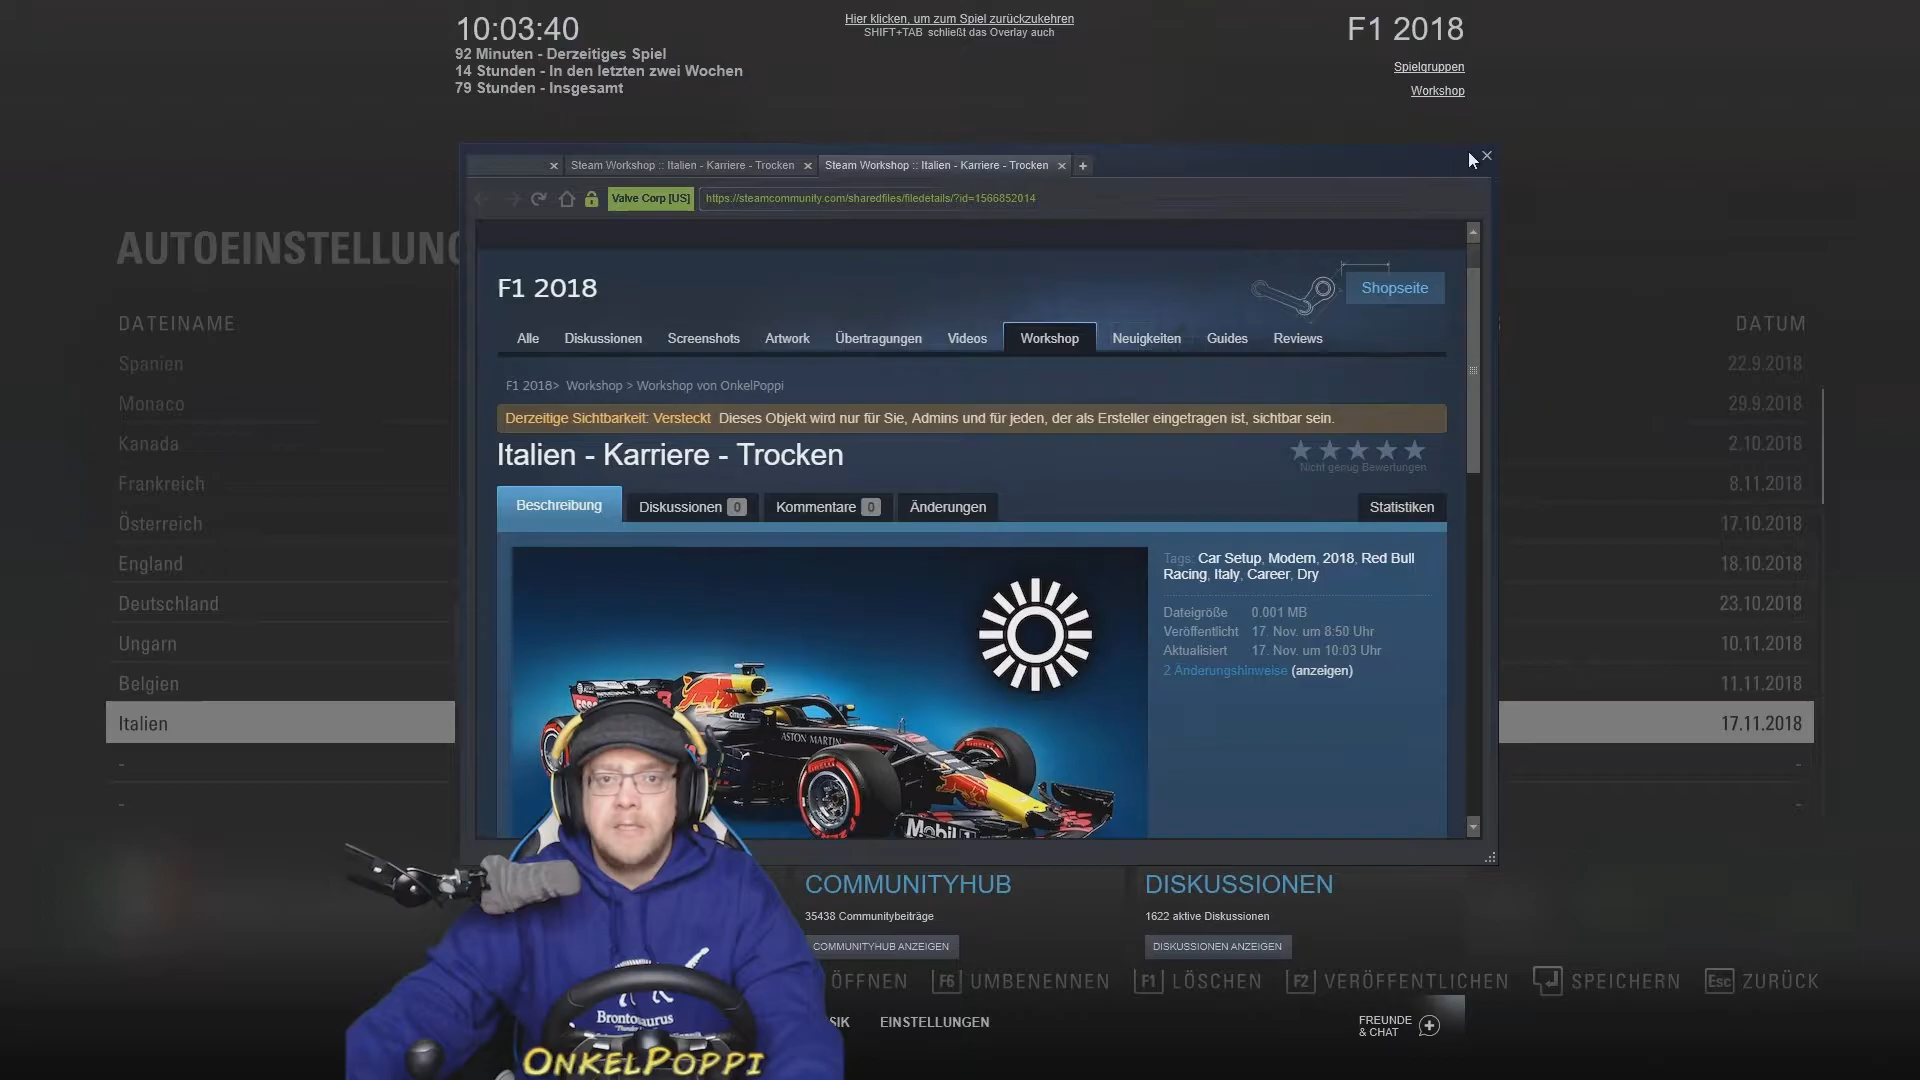 10:03:40
92 Minuten - Derzeitiges Spiel
14 Stunden - In den letzten zwei Wochen
79 Stunden - Insgesamt
Hier klicken, um zum Spiel zurückzukehren
SHIFT+TAB schließt das Overlay auch
F1 2018
Spielgruppen
Workshop
Steam Workshop :: Italien - Karriere - Trocken
Steam Workshop :: Italien - Karriere - Trocken
Valve Corp [US]
https://steamcommunity.com/sharedfiles/filedetails/?id=1566852014
AUTOEINSTELLUNG
F1 2018
Shopseite
Alle Diskussionen Screenshots Artwork Übertragungen Videos Workshop Neuigkeiten Guides Reviews
F1 2018> Workshop > Workshop von OnkelPoppi
Derzeitige Sichtbarkeit: Versteckt Dieses Objekt wird nur für Sie, Admins und für jeden, der als Ersteller eingetragen ist, sichtbar sein.
Italien - Karriere - Trocken
Nicht genug Bewertungen
Beschreibung Diskussionen 0 Kommentare 0 Änderungen Statistiken
Tags: Car Setup, Modern, 2018, Red Bull
Racing, Italy, Career, Dry
Dateigröße 0.001 MB
Veröffentlicht 17. Nov. um 8:50 Uhr
Aktualisiert 17. Nov. um 10:03 Uhr
2 Änderungshinweise (anzeigen)
ASTON MARTIN
Mobil 1
DATEINAME DATUM
Spanien 22.9.2018
Monaco 29.9.2018
Kanada 2.10.2018
Frankreich 8.11.2018
Österreich 17.10.2018
England 18.10.2018
Deutschland 23.10.2018
Ungarn 10.11.2018
Belgien 11.11.2018
Italien 17.11.2018
- -
- -
COMMUNITYHUB
35438 Communitybeiträge
COMMUNITYHUB ANZEIGEN
DISKUSSIONEN
1622 aktive Diskussionen
DISKUSSIONEN ANZEIGEN
ÖFFNEN F6 UMBENENNEN F1 LÖSCHEN F2 VERÖFFENTLICHEN SPEICHERN Esc ZURÜCK
SIK EINSTELLUNGEN
FREUNDE
& CHAT
Brontosaurus
OnkelPoppi